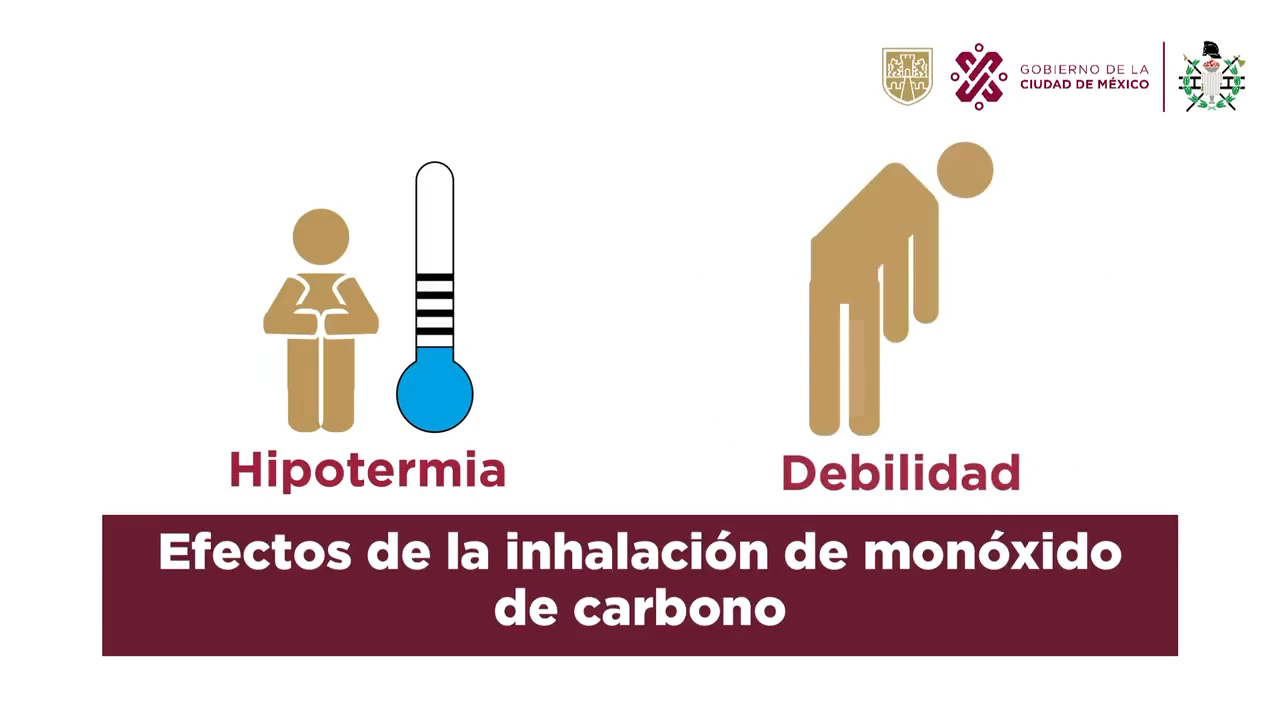 GOBIERNO DE LA
CIUDAD DE MÉXICO
Hipotermia
Debilidad
Efectos de la inhalación de monóxido
de carbono